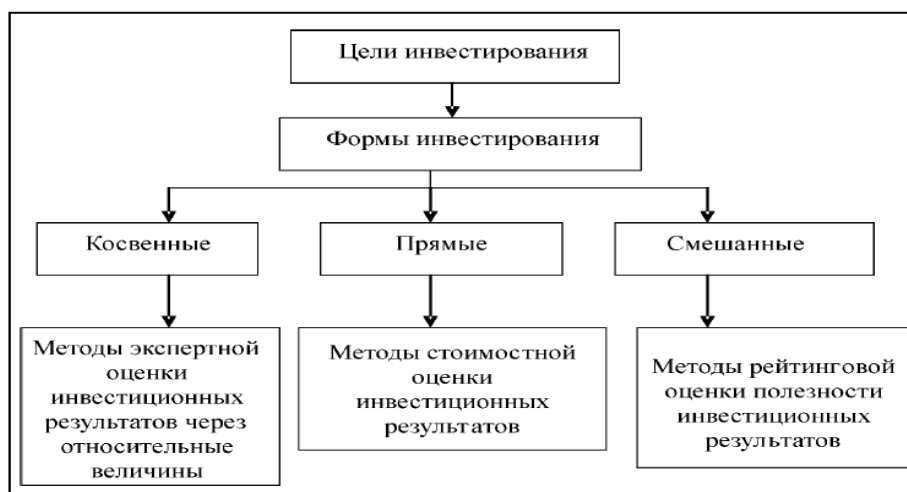 Цели инвестирования
Формы инвестирования
Косвенные
Прямые
Смешанные
Методы экспертной
оценки
инвестиционных
результатов через
относительные
величины
Методы стоимостной
оценки
инвестиционных
результатов
Методы рейтинговой
оценки полезности
инвестиционных
результатов